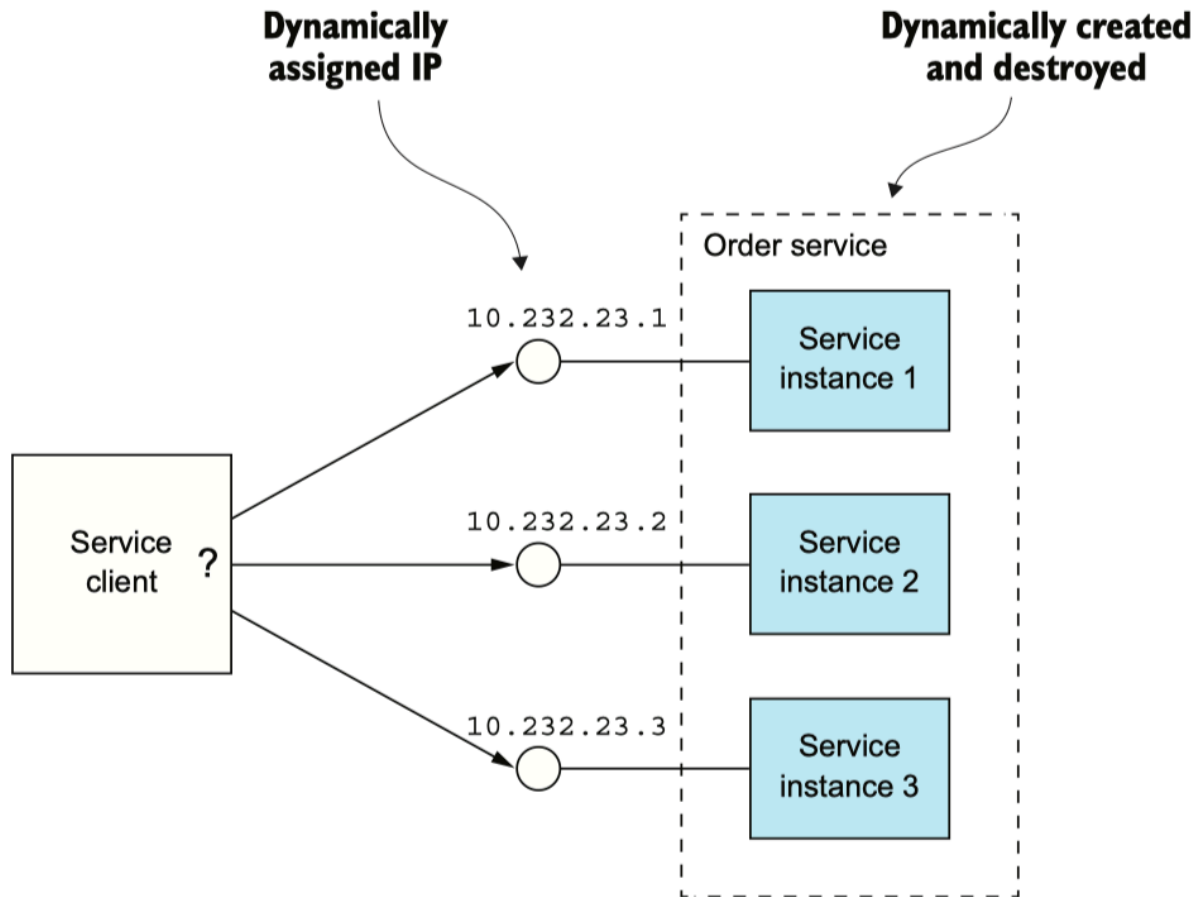 Dynamically
assigned IP
Dynamically created
and destroyed
Order service
10.232.23.1
Service
instance 1
Service
client
?
10.232.23.2
Service
instance 2
10.232.23.3
Service
instance 3